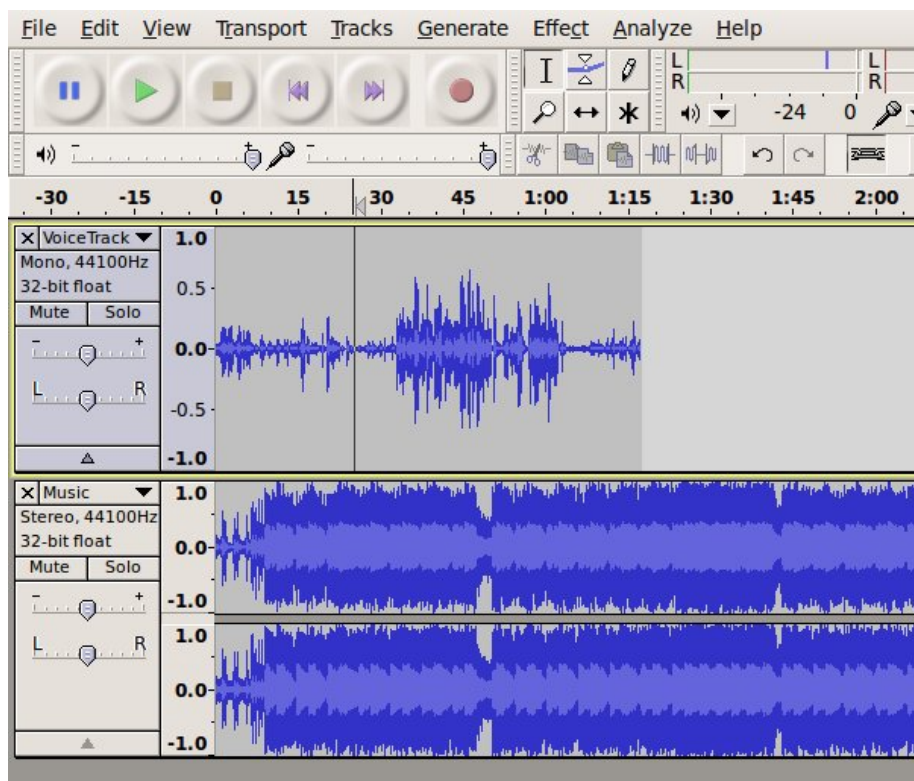 File Edit View Transport Tracks Generate Effect Analyze Help
L L
R R
-24 0
- -
-30 -15 0 15 30 45 1:00 1:15 1:30 1:45 2:00
VoiceTrack 1.0
Mono, 44100Hz
32-bit float 0.5
Mute Solo
- + 0.0
L R
-0.5
-1.0
Music 1.0
Stereo, 44100Hz
32-bit float 0.0
Mute Solo
- + -1.0
L R 1.0
0.0
-1.0